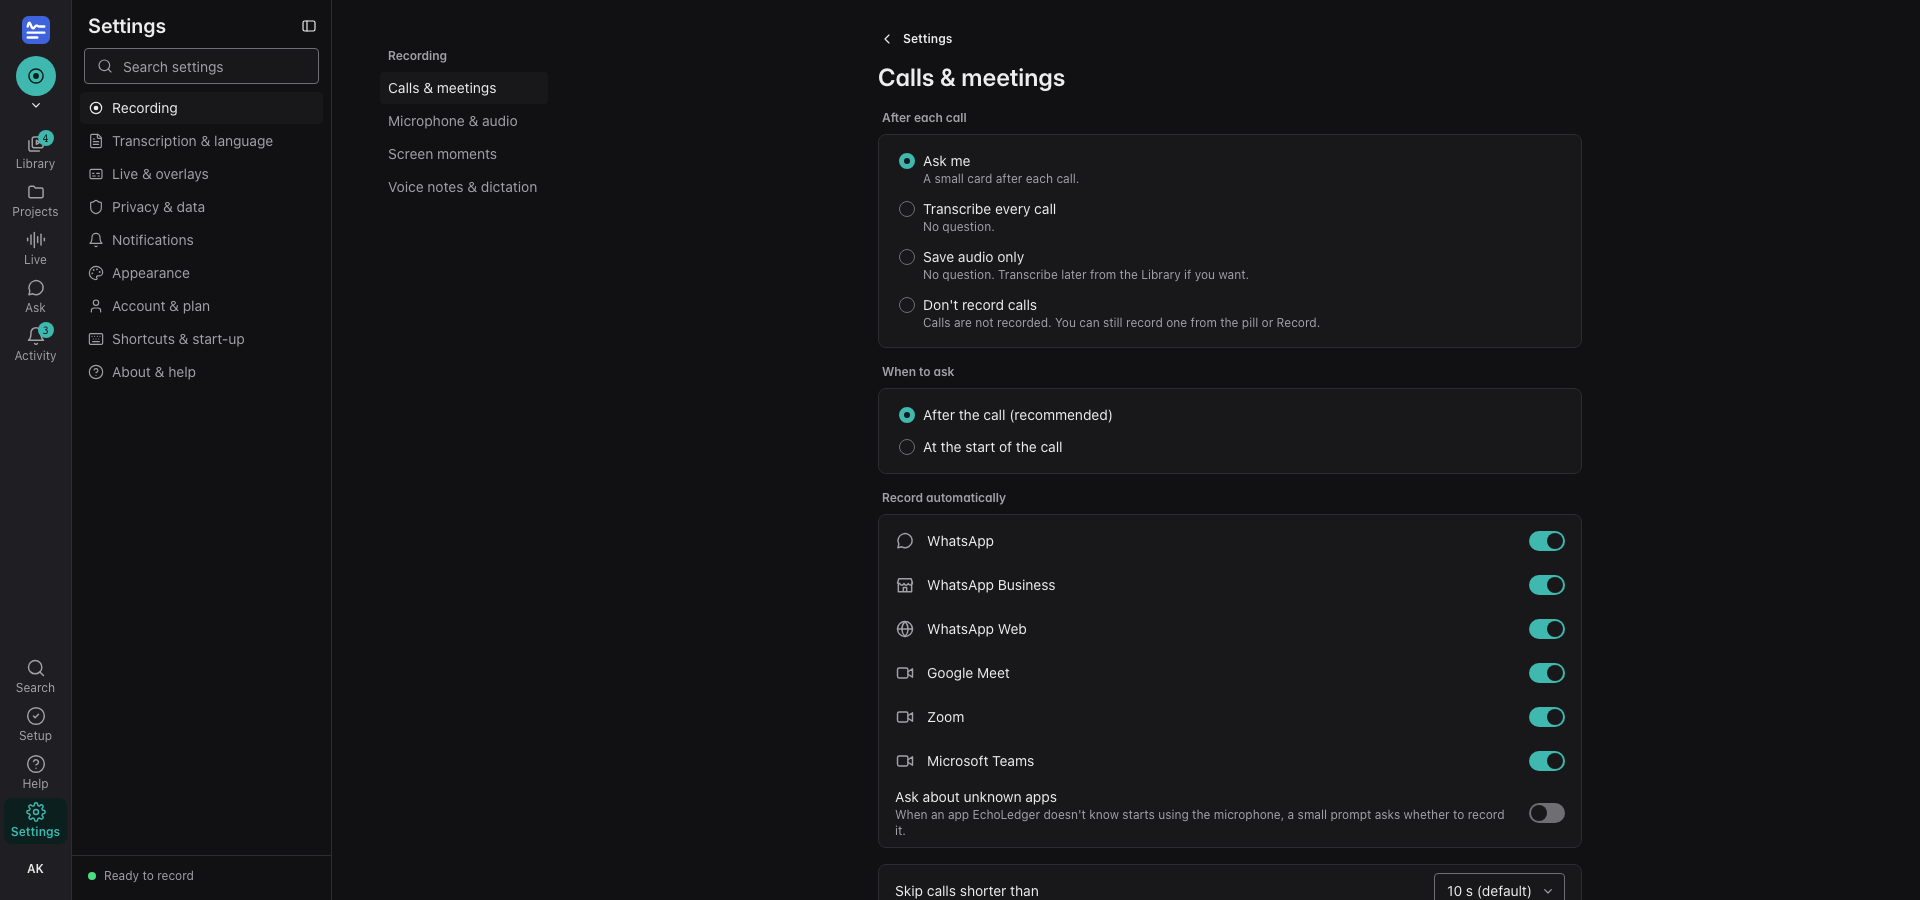 Settings
Search settings
Recording
Transcription & language
Live & overlays
Privacy & data
Notifications
Appearance
Account & plan
Shortcuts & start-up
About & help
Ready to record
4
Library
Projects
Live
Ask
3
Activity
Search
Setup
Help
Settings
AK
Recording
Calls & meetings
Microphone & audio
Screen moments
Voice notes & dictation
Settings
Calls & meetings
After each call
Ask me
A small card after each call.
Transcribe every call
No question.
Save audio only
No question. Transcribe later from the Library if you want.
Don't record calls
Calls are not recorded. You can still record one from the pill or Record.
When to ask
After the call (recommended)
At the start of the call
Record automatically
WhatsApp
WhatsApp Business
WhatsApp Web
Google Meet
Zoom
Microsoft Teams
Ask about unknown apps
When an app EchoLedger doesn't know starts using the microphone, a small prompt asks whether to record
it.
Skip calls shorter than
10 s (default)